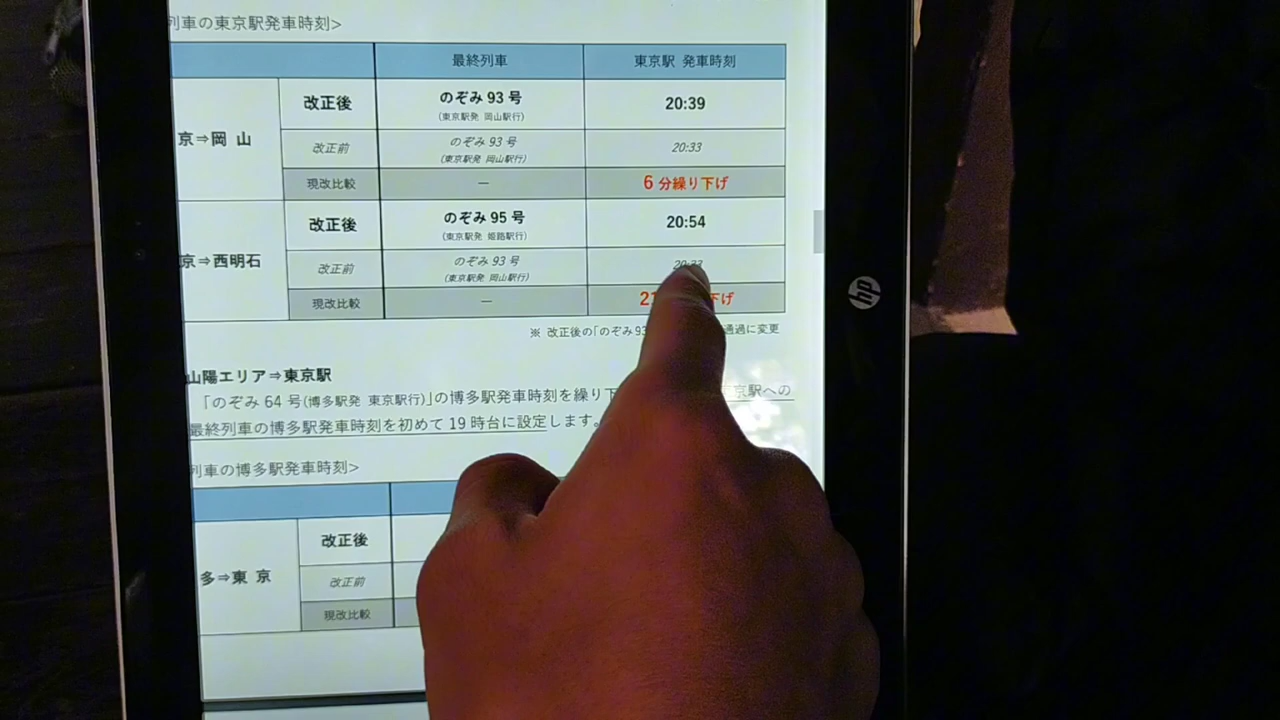 列車の東京駅発車時刻>
最終列車 東京駅 発車時刻
京⇒岡 山
改正後 のぞみ 93 号 (東京駅発 岡山駅行) 20:39
改正前 のぞみ 93 号 (東京駅発 岡山駅行) 20:33
現改比較 — 6 分繰り下げ
京⇒西明石
改正後 のぞみ 95 号 (東京駅発 姫路駅行) 20:54
改正前 のぞみ 93 号 (東京駅発 岡山駅行)
現改比較 — 下げ
※ 改正後の「のぞみ 93 通過に変更
山陽エリア⇒東京駅
「のぞみ 64 号(博多駅発 東京駅行)」の博多駅発車時刻を繰り下 京駅への
最終列車の博多駅発車時刻を初めて 19 時台に設定します。
列車の博多駅発車時刻>
多⇒東 京
改正後
改正前
現改比較
hp